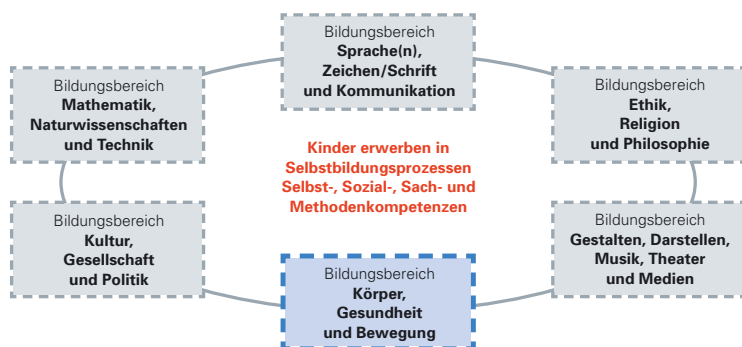 Bildungsbereich
Sprache(n),
Zeichen/Schrift
und Kommunikation
Bildungsbereich
Mathematik,
Naturwissenschaften
und Technik
Bildungsbereich
Ethik,
Religion
und Philosophie
Kinder erwerben in
Selbstbildungsprozessen
Selbst-, Sozial-, Sach- und
Methodenkompetenzen
Bildungsbereich
Kultur,
Gesellschaft
und Politik
Bildungsbereich
Gestalten, Darstellen,
Musik, Theater
und Medien
Bildungsbereich
Körper,
Gesundheit
und Bewegung